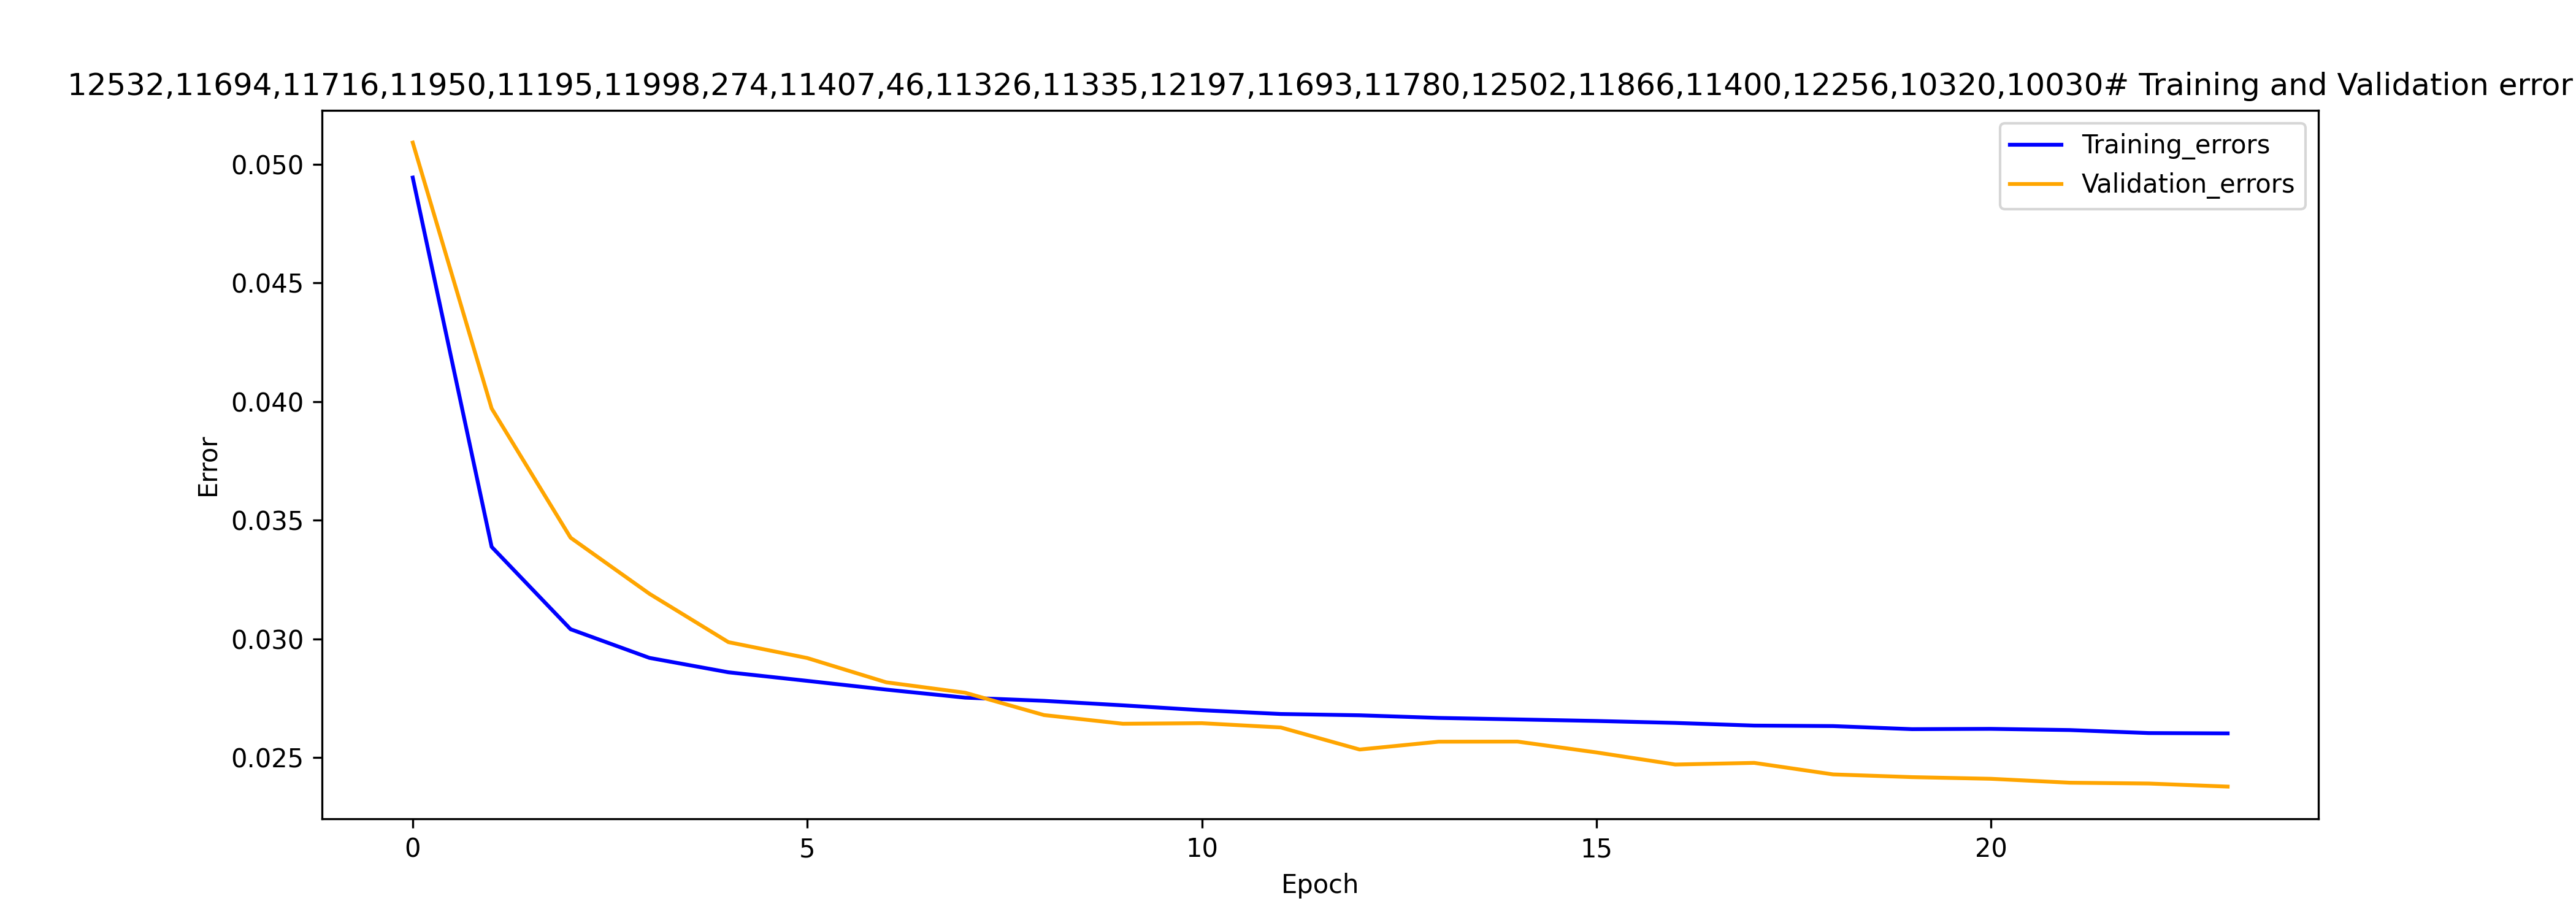 12532,11694,11716,11950,11195,11998,274,11407,46,11326,11335,12197,11693,11780,12502,11866,11400,12256,10320,10030# Training and Validation error
Training_errors
Validation_errors
0.050
0.045
0.040
0.035
0.030
0.025
Error
0
5
10
15
20
Epoch